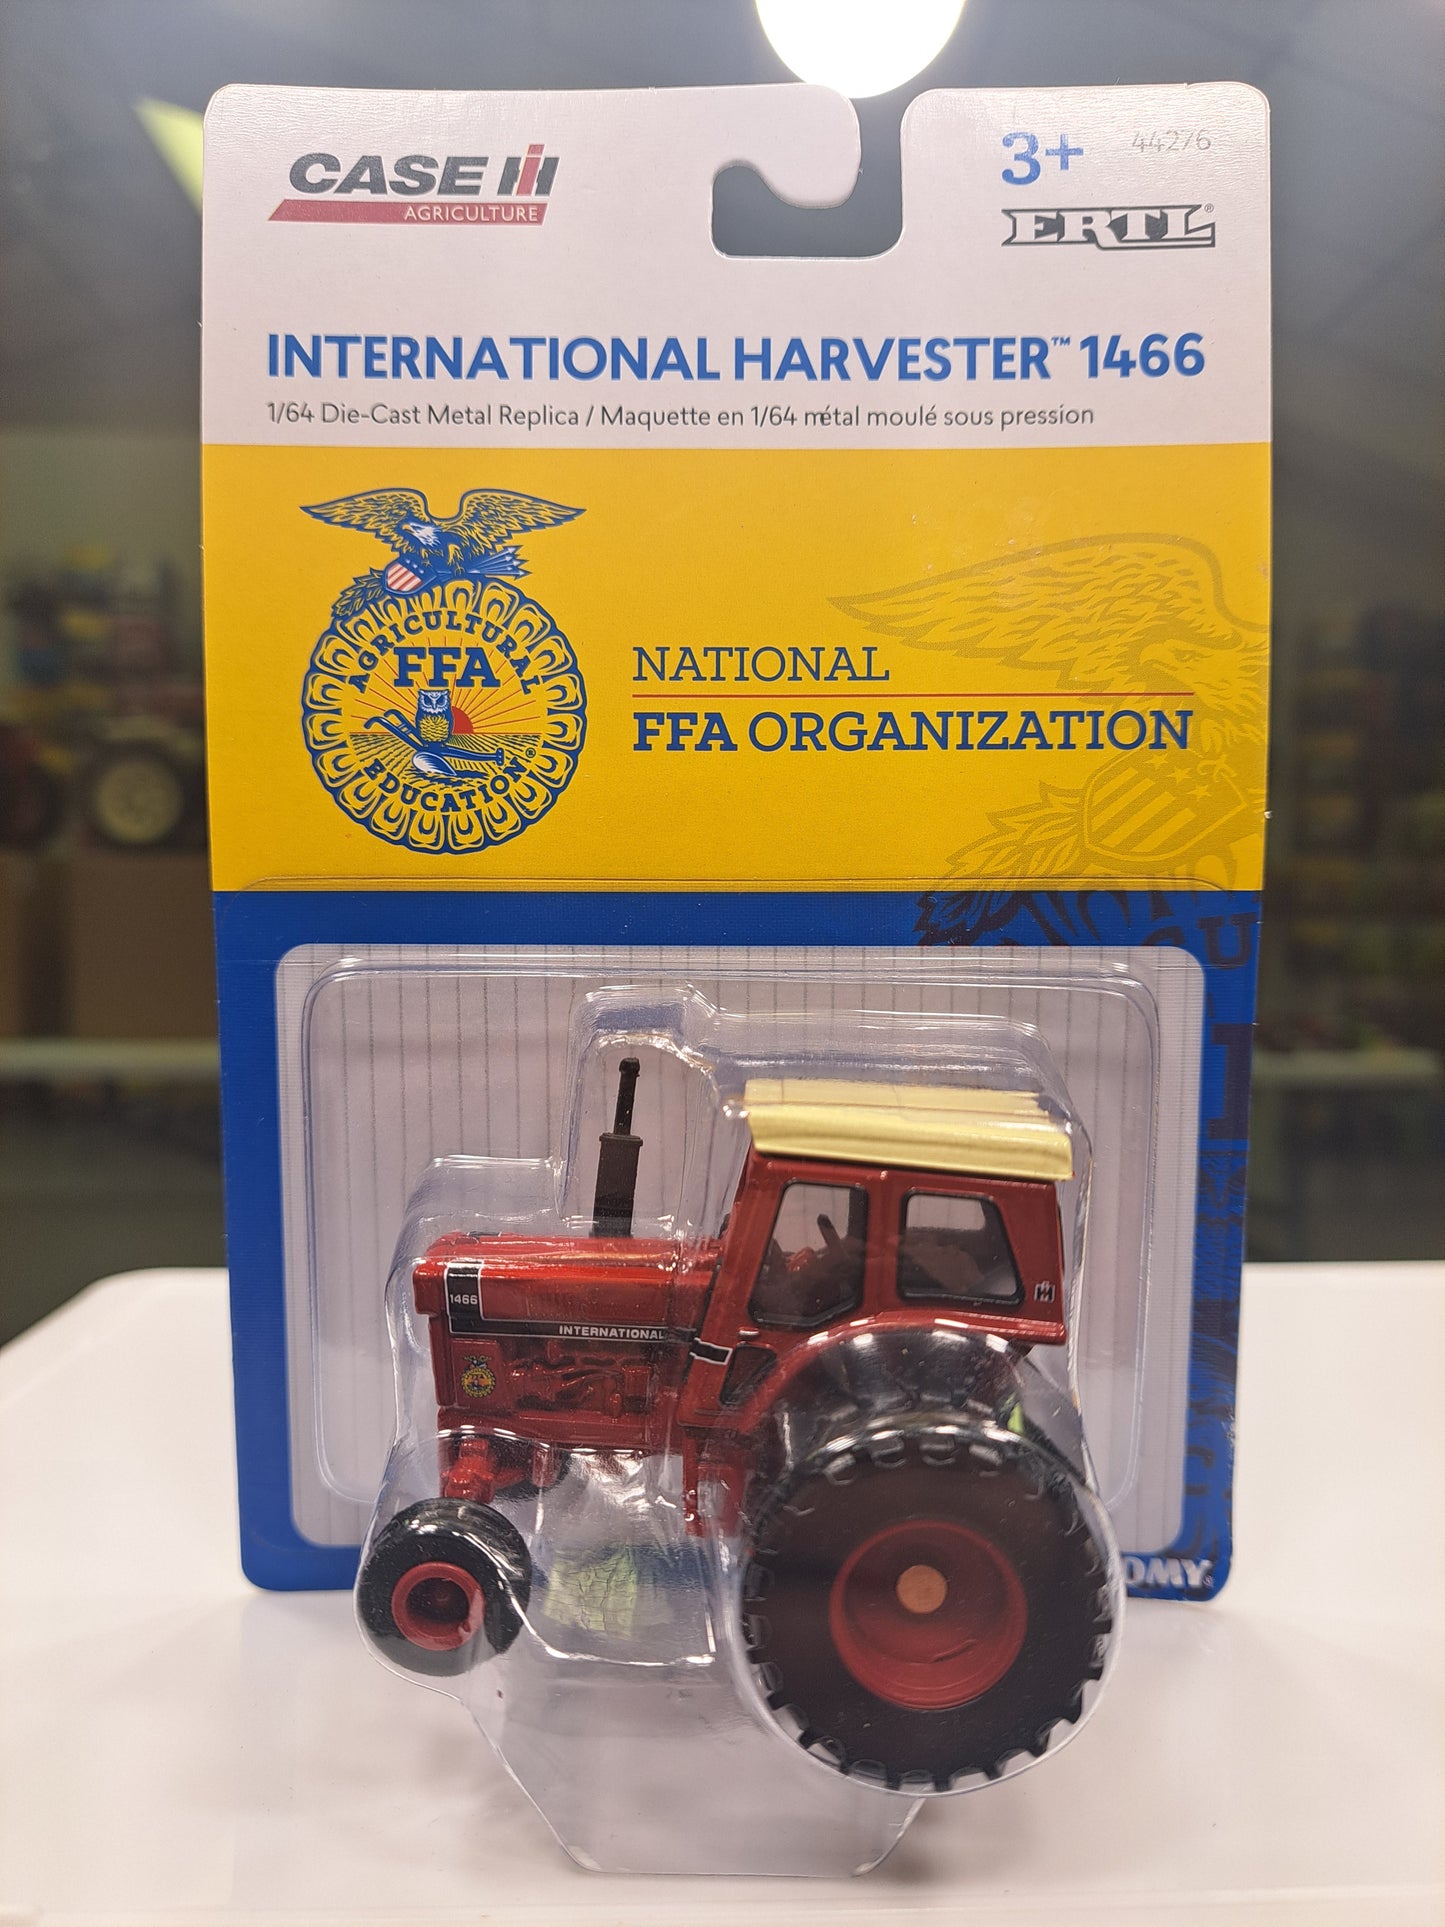 CASE IH
AGRICULTURE
3+
44276
ERTL®
INTERNATIONAL HARVESTER™ 1466
1/64 Die-Cast Metal Replica / Maquette en 1/64 métal moulé sous pression
AGRICULTURAL
FFA
EDUCATION®
NATIONAL
FFA ORGANIZATION
1466
INTERNATIONAL
OMY